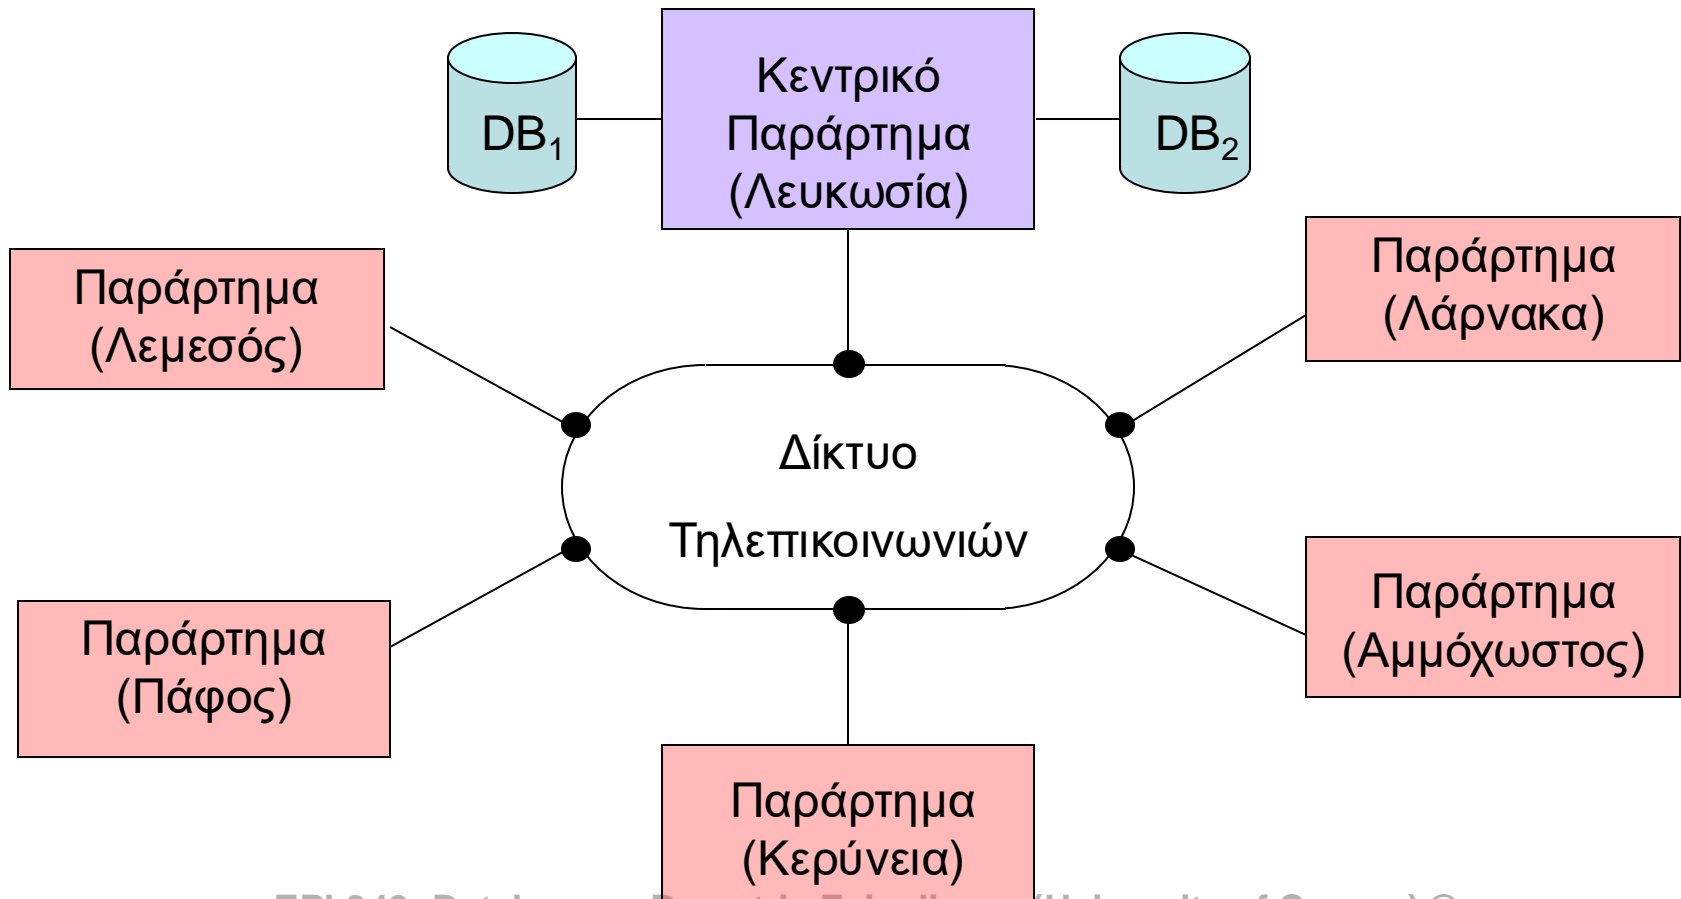 DB1
Κεντρικό
Παράρτημα
(Λευκωσία)
DB2
Παράρτημα
(Λεμεσός)
Παράρτημα
(Λάρνακα)
Δίκτυο
Τηλεπικοινωνιών
Παράρτημα
(Πάφος)
Παράρτημα
(Αμμόχωστος)
Παράρτημα
(Κερύνεια)